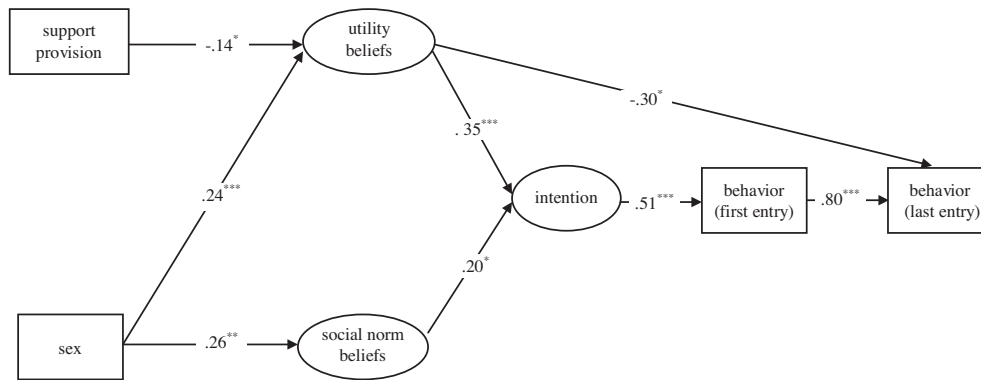 support
provision
-.14*
utility
beliefs
-.30*
.35***
.24***
intention
.51***
behavior
(first entry)
.80***
behavior
(last entry)
.20*
sex
.26**
social norm
beliefs